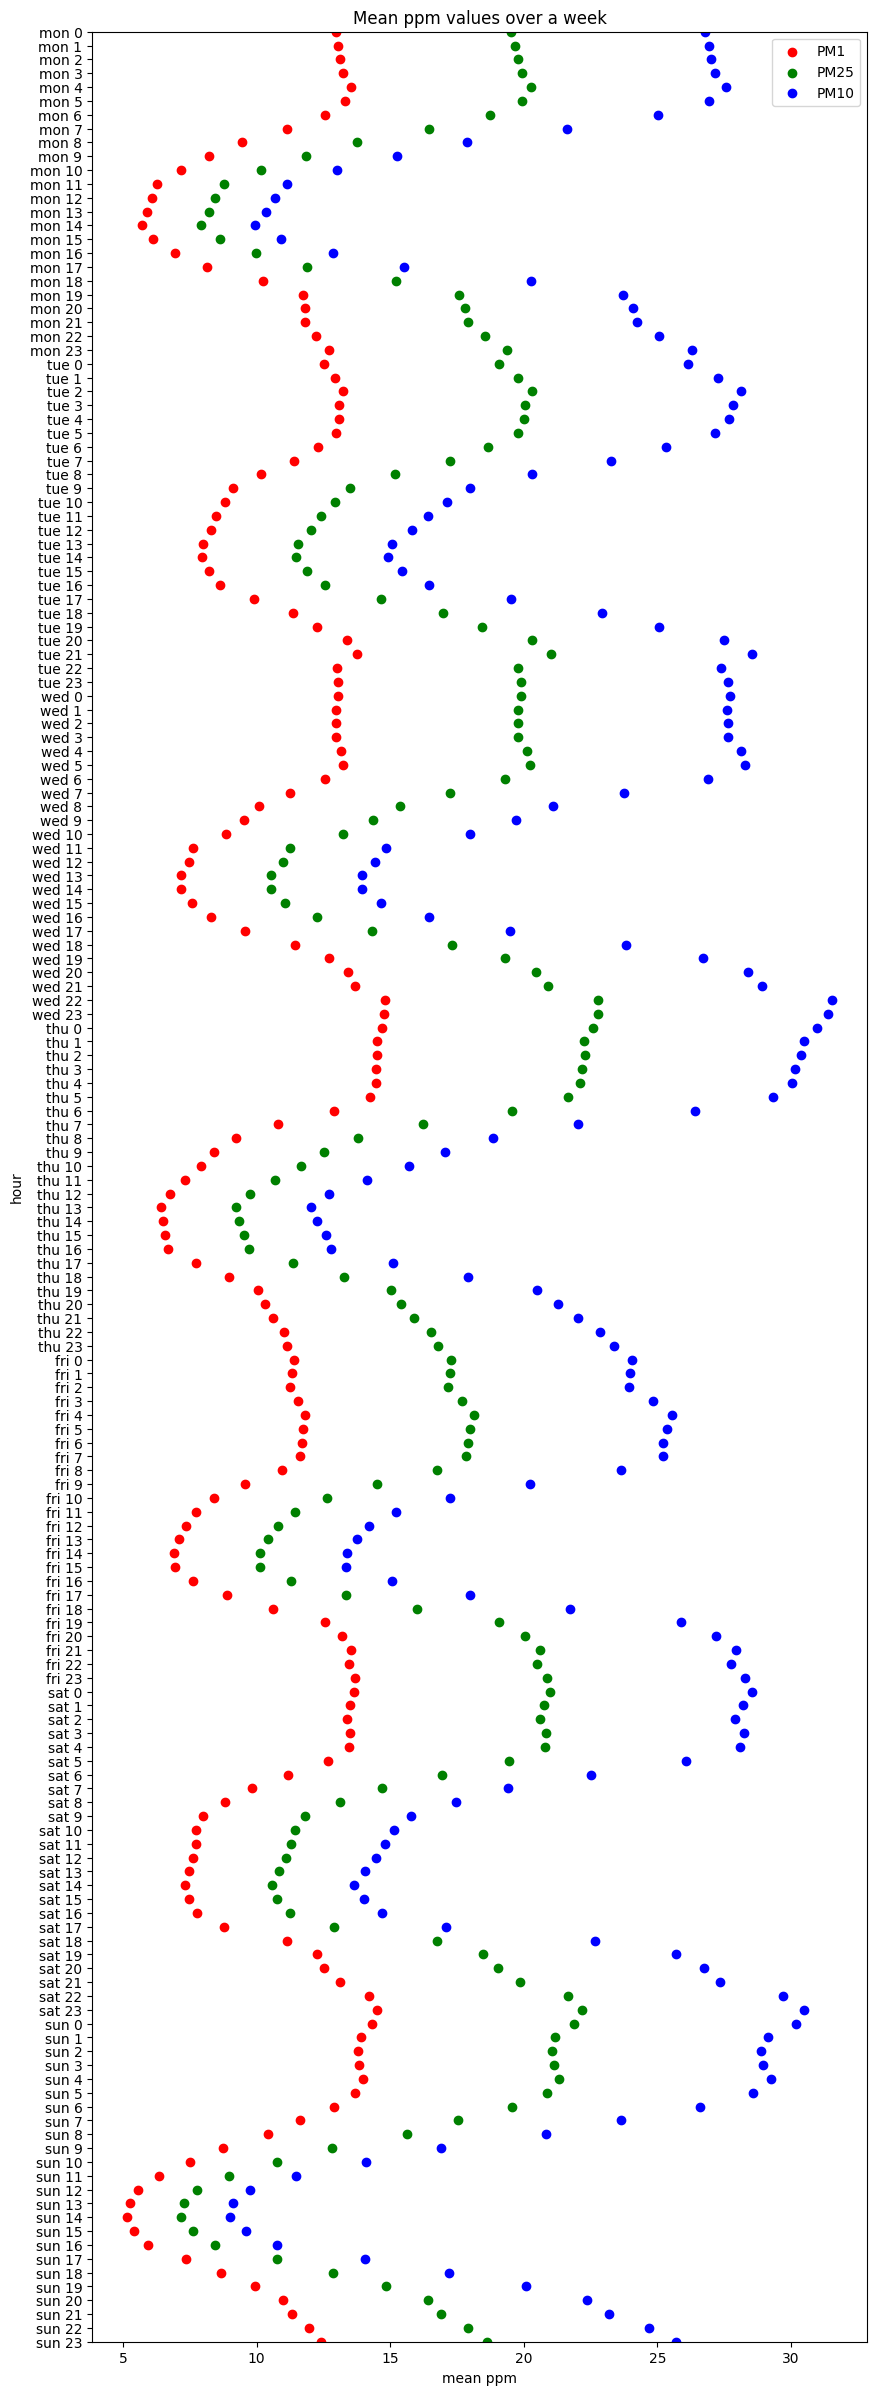 Mean ppm values over a week
PM1
PM25
PM10
mon 0
mon 1
mon 2
mon 3
mon 4
mon 5
mon 6
mon 7
mon 8
mon 9
mon 10
mon 11
mon 12
mon 13
mon 14
mon 15
mon 16
mon 17
mon 18
mon 19
mon 20
mon 21
mon 22
mon 23
tue 0
tue 1
tue 2
tue 3
tue 4
tue 5
tue 6
tue 7
tue 8
tue 9
tue 10
tue 11
tue 12
tue 13
tue 14
tue 15
tue 16
tue 17
tue 18
tue 19
tue 20
tue 21
tue 22
tue 23
wed 0
wed 1
wed 2
wed 3
wed 4
wed 5
wed 6
wed 7
wed 8
wed 9
wed 10
wed 11
wed 12
wed 13
wed 14
wed 15
wed 16
wed 17
wed 18
wed 19
wed 20
wed 21
wed 22
wed 23
thu 0
thu 1
thu 2
thu 3
thu 4
thu 5
thu 6
thu 7
thu 8
thu 9
thu 10
thu 11
thu 12
thu 13
thu 14
thu 15
thu 16
thu 17
thu 18
thu 19
thu 20
thu 21
thu 22
thu 23
fri 0
fri 1
fri 2
fri 3
fri 4
fri 5
fri 6
fri 7
fri 8
fri 9
fri 10
fri 11
fri 12
fri 13
fri 14
fri 15
fri 16
fri 17
fri 18
fri 19
fri 20
fri 21
fri 22
fri 23
sat 0
sat 1
sat 2
sat 3
sat 4
sat 5
sat 6
sat 7
sat 8
sat 9
sat 10
sat 11
sat 12
sat 13
sat 14
sat 15
sat 16
sat 17
sat 18
sat 19
sat 20
sat 21
sat 22
sat 23
sun 0
sun 1
sun 2
sun 3
sun 4
sun 5
sun 6
sun 7
sun 8
sun 9
sun 10
sun 11
sun 12
sun 13
sun 14
sun 15
sun 16
sun 17
sun 18
sun 19
sun 20
sun 21
sun 22
sun 23
hour
5 10 15 20 25 30
mean ppm